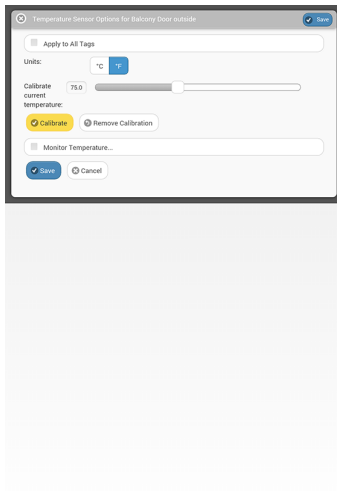 Temperature Sensor Options for Balcony Door outside
Save
Apply to All Tags
Units:
°C
°F
Calibrate
current
temperature:
75.0
Calibrate
Remove Calibration
Monitor Temperature...
Save
Cancel